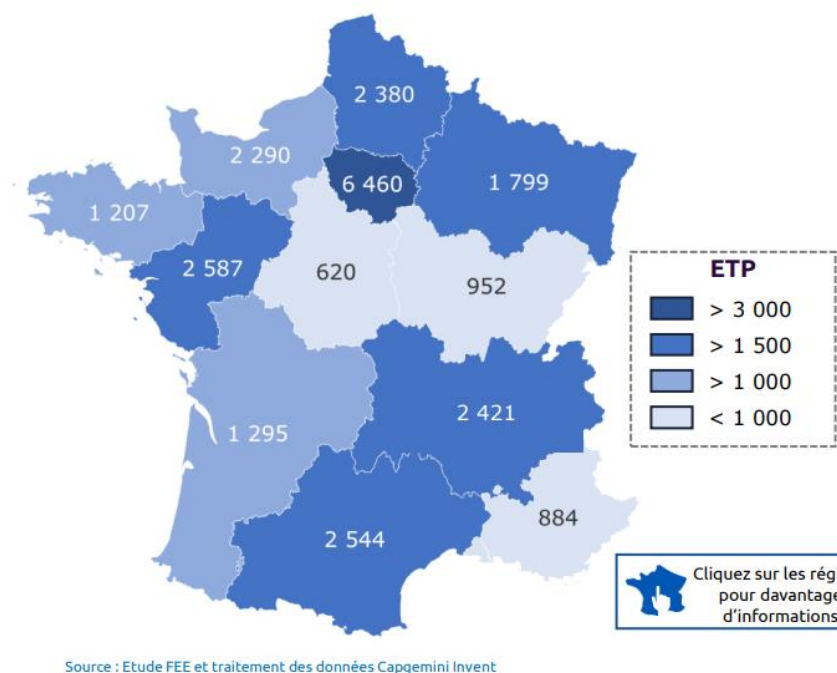 2 380
2 290
6 460
1 799
1 207
2 587
620
952
ETP
> 3 000
> 1 500
> 1 000
< 1 000
1 295
2 421
2 544
884
Cliquez sur les rég
pour davantage
d'informations
Source : Etude FEE et traitement des données Capgemini Invent